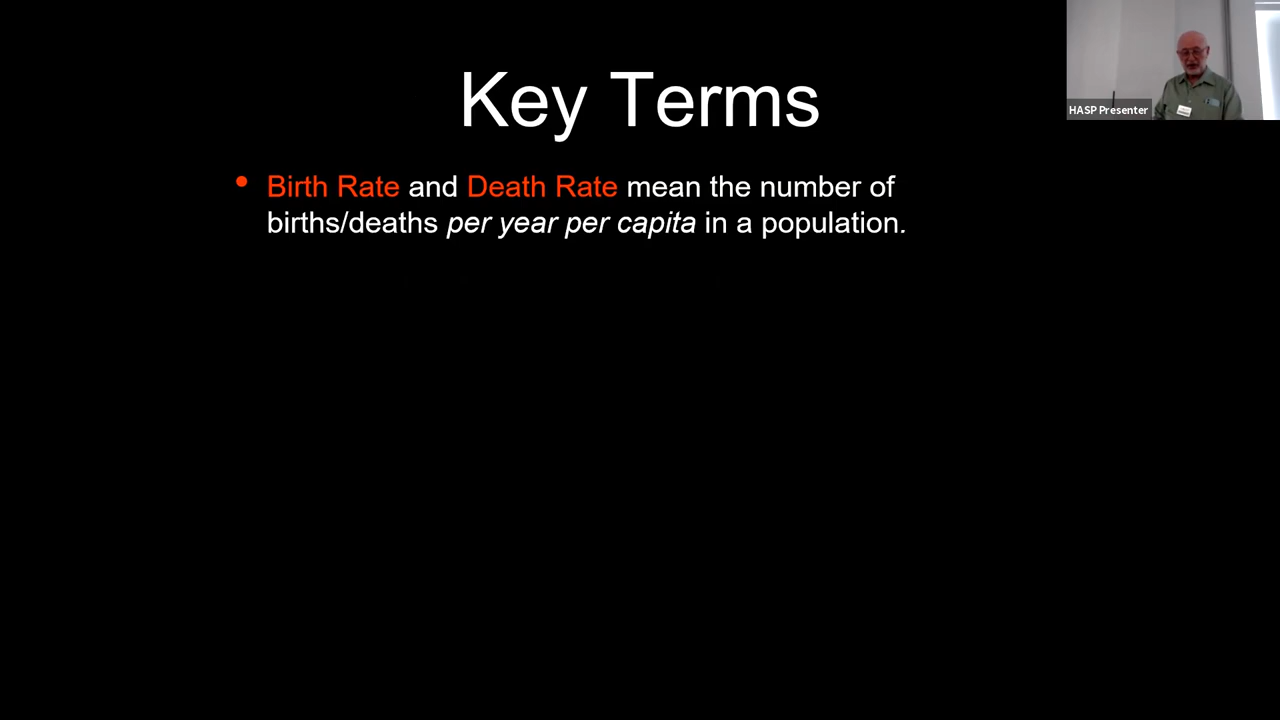 Key Terms
HASP Presenter
• Birth Rate and Death Rate mean the number of
births/deaths per year per capita in a population.